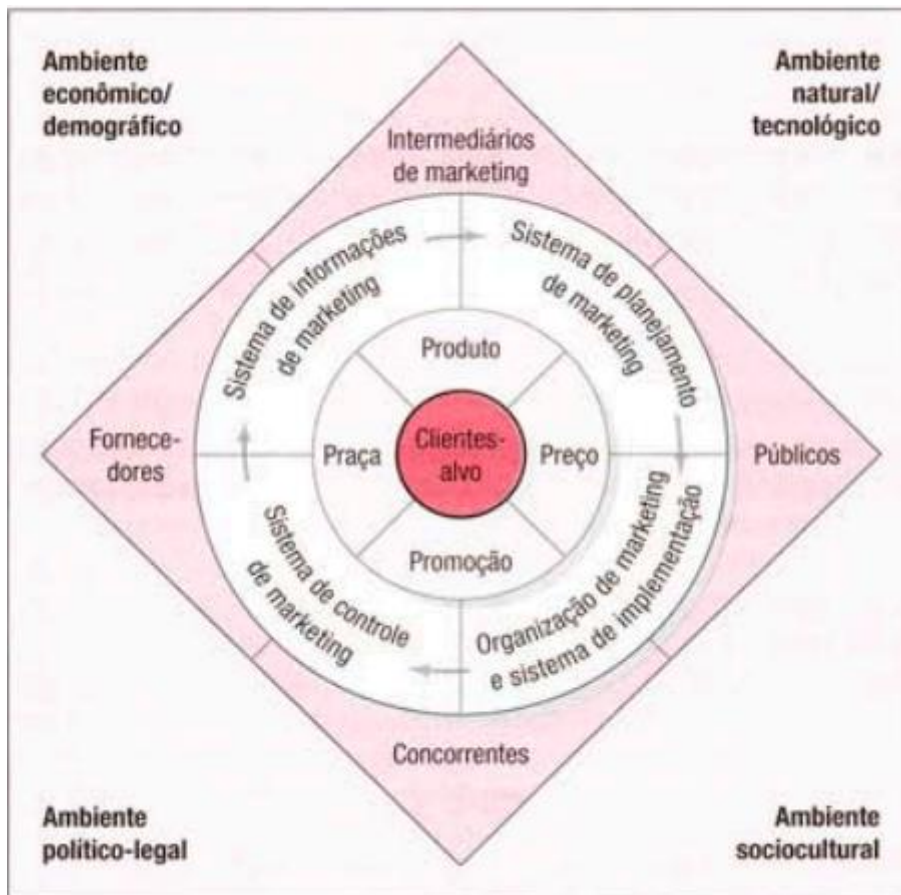 Ambiente
econômico/
demográfico
Ambiente
natural/
tecnológico
Intermediários
de marketing
Sistema de informações
de marketing
Sistema de planejamento
de marketing
Produto
Fornece-
dores
Praça
Clientes-
alvo
Preço
Públicos
Promoção
Sistema de controle
de marketing
Organização de marketing
e sistema de implementação
Concorrentes
Ambiente
político-legal
Ambiente
sociocultural